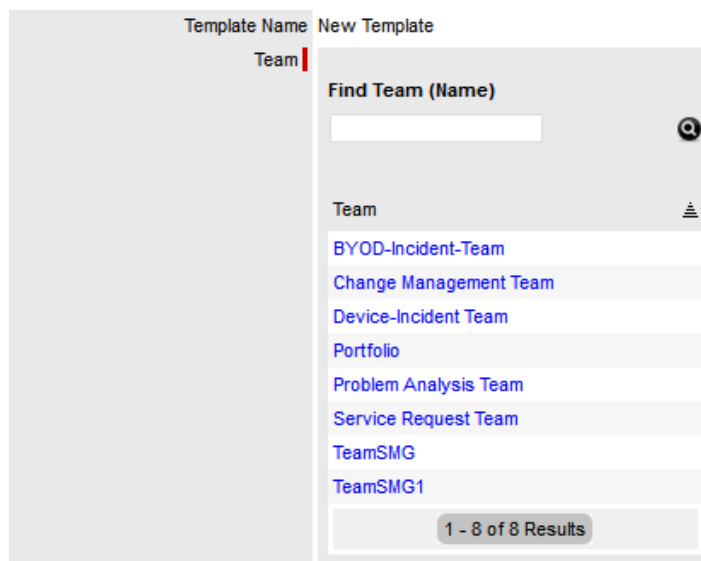 Template Name New Template
Team
Find Team (Name)
Team
BYOD-Incident-Team
Change Management Team
Device-Incident Team
Portfolio
Problem Analysis Team
Service Request Team
TeamSMG
TeamSMG1
1 - 8 of 8 Results